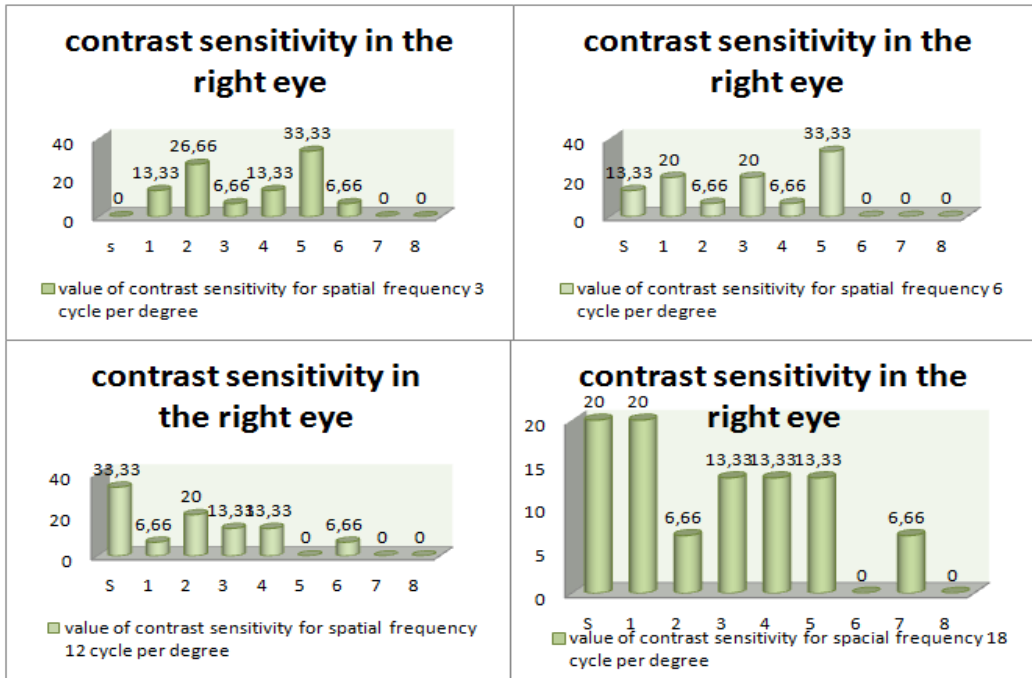 contrast sensitivity in the
right eye
40
20
0
0
13,33
26,66
6,66
13,33
33,33
6,66
0
0
s 1 2 3 4 5 6 7 8
value of contrast sensitivity for spatial frequency 3
cycle per degree
contrast sensitivity in the
right eye
40
20
0
13,33
20
6,66
20
6,66
33,33
0
0
0
S 1 2 3 4 5 6 7 8
value of contrast sensitivity for spatial frequency 6
cycle per degree
contrast sensitivity in
the right eye
40
20
0
33,33
6,66
20
13,33
13,33
0
6,66
0
0
S 1 2 3 4 5 6 7 8
value of contrast sensitivity for spatial frequency
12 cycle per degree
contrast sensitivity in the
right eye
20
15
10
5
0
20
20
6,66
13,33
13,33
13,33
0
6,66
0
S 1 2 3 4 5 6 7 8
value of contrast sensitivity for spacial frequency 18
cycle per degree